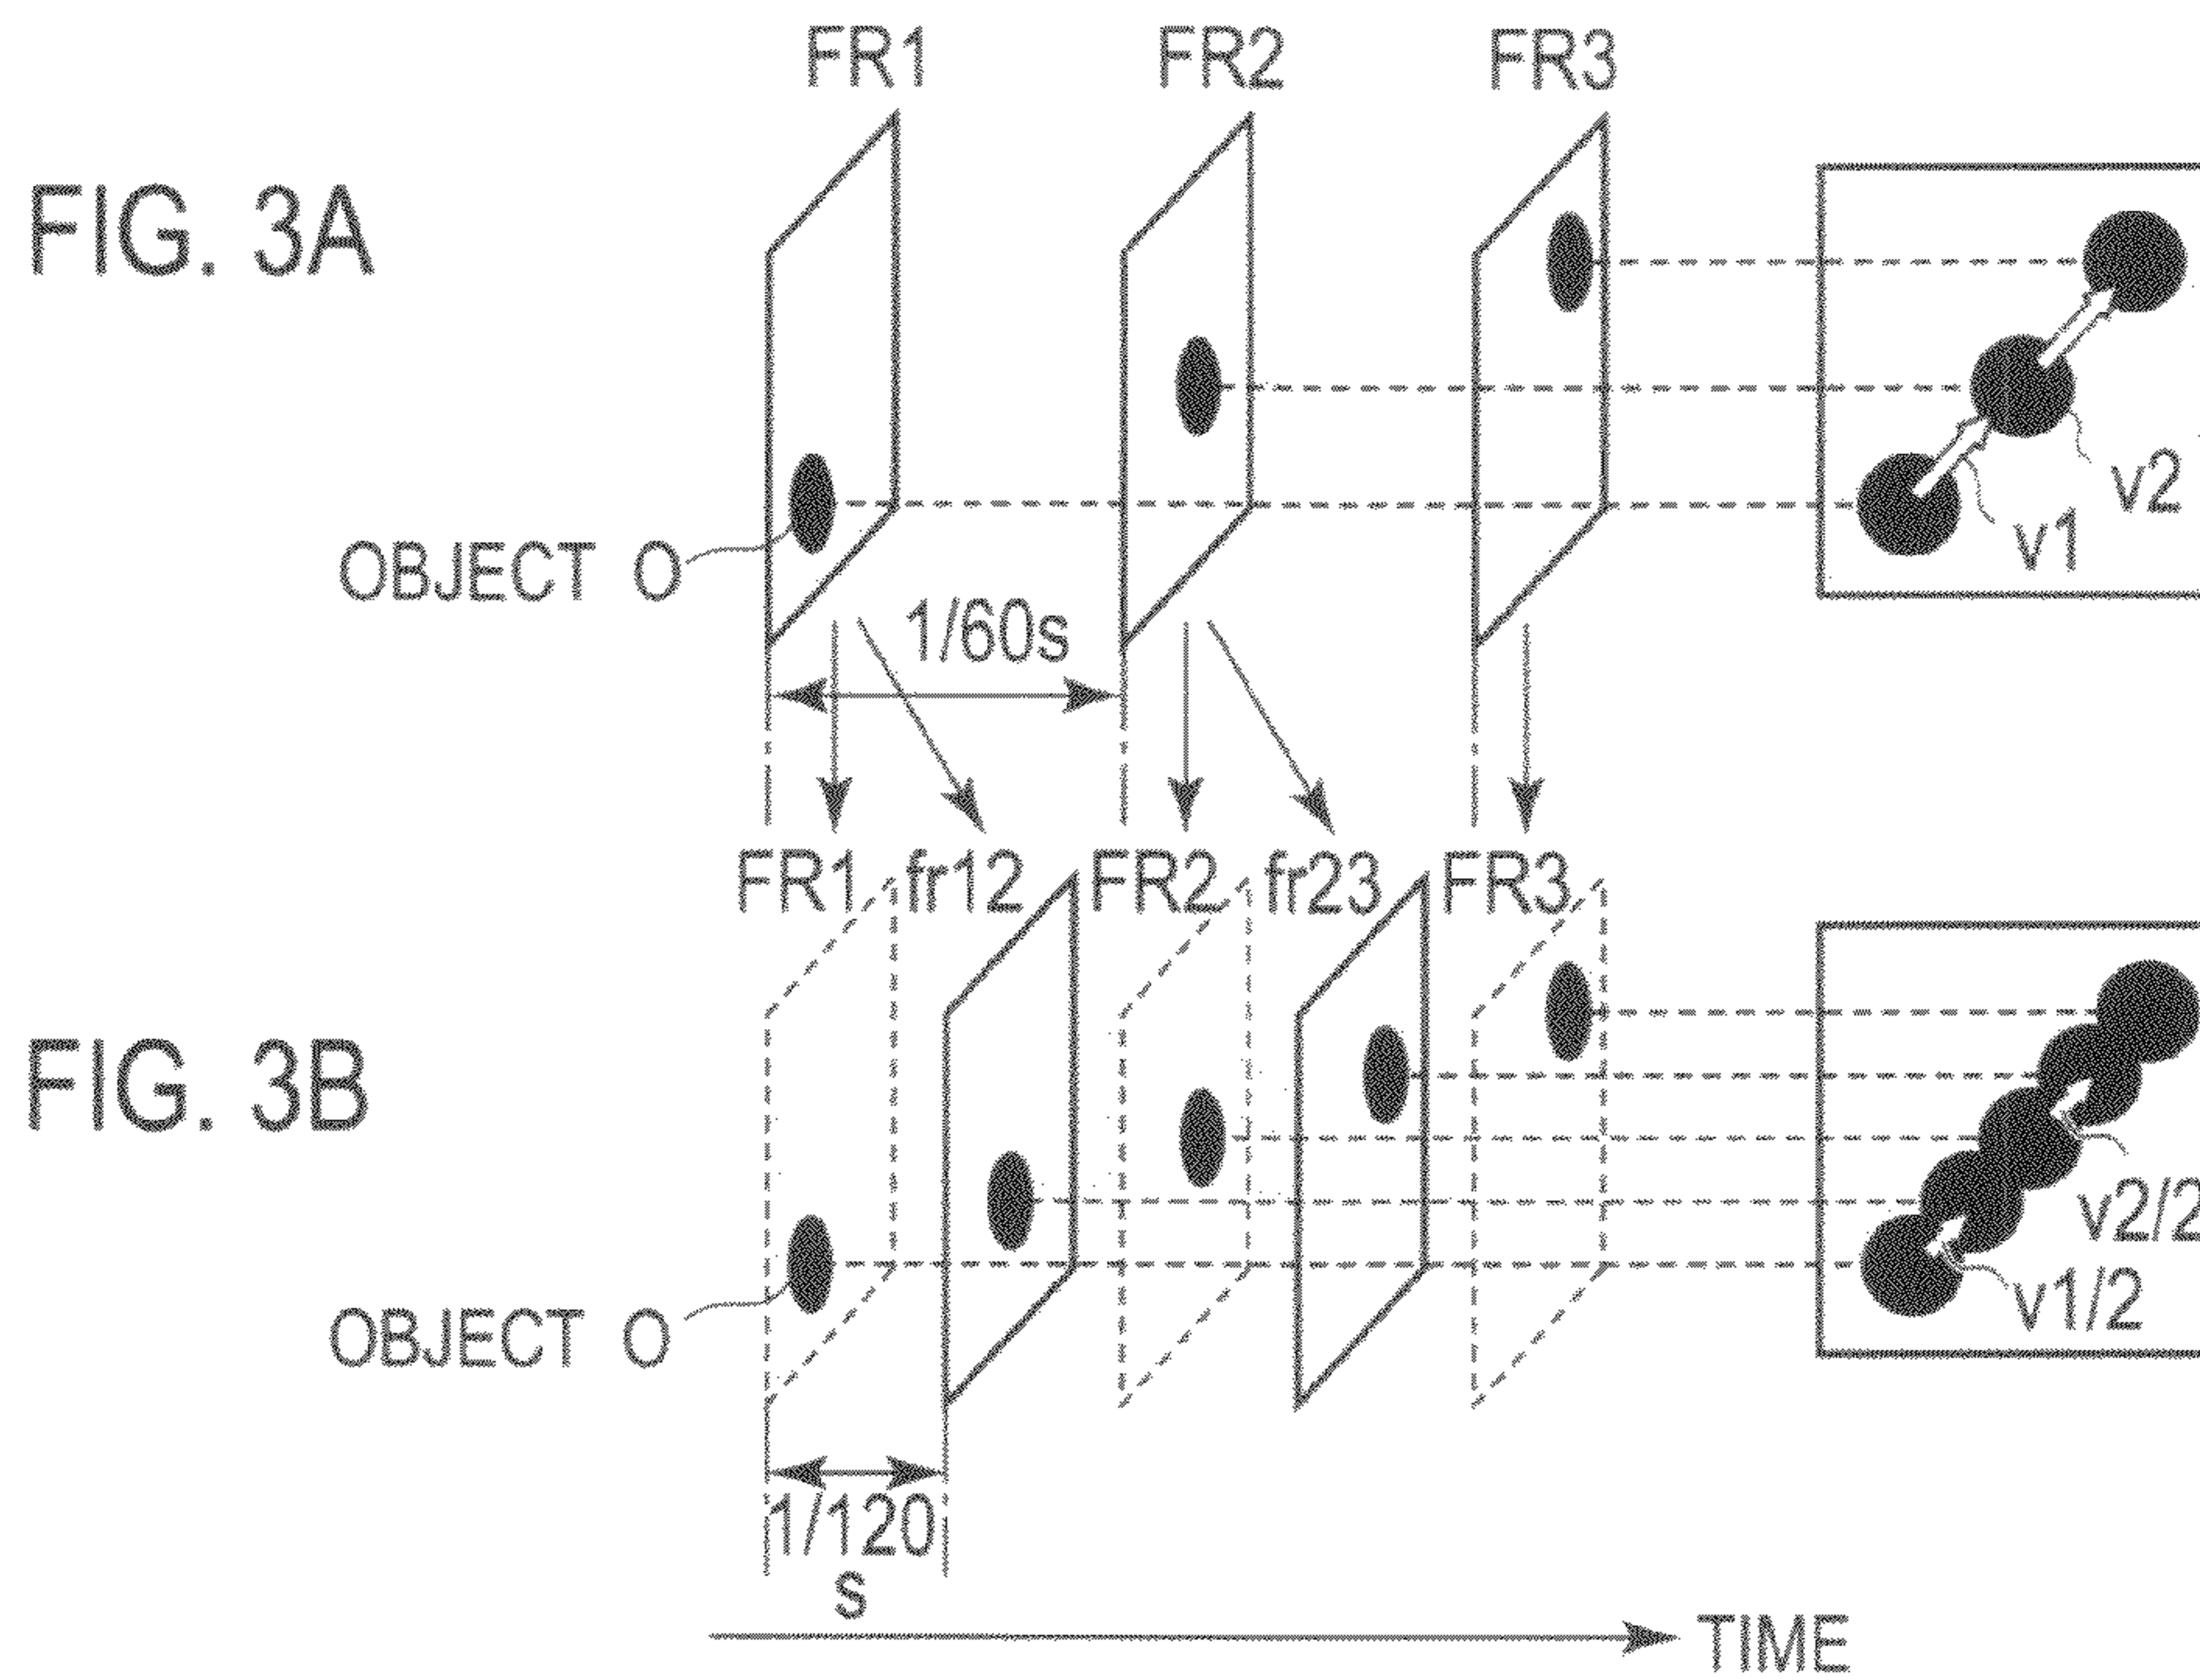 FR1 FR2 FR3
FIG. 3A
v2
v1
OBJECT O
1/60s
FR1 fr12 FR2 fr23 FR3
FIG. 3B
v2/2
v1/2
OBJECT O
1/120
s
TIME